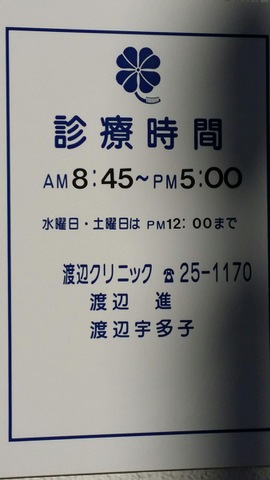 診療時間
AM8:45~PM5:00
水曜日・土曜日は PM12:00まで
渡辺クリニック ☎25-1170
渡辺 進
渡辺宇多子